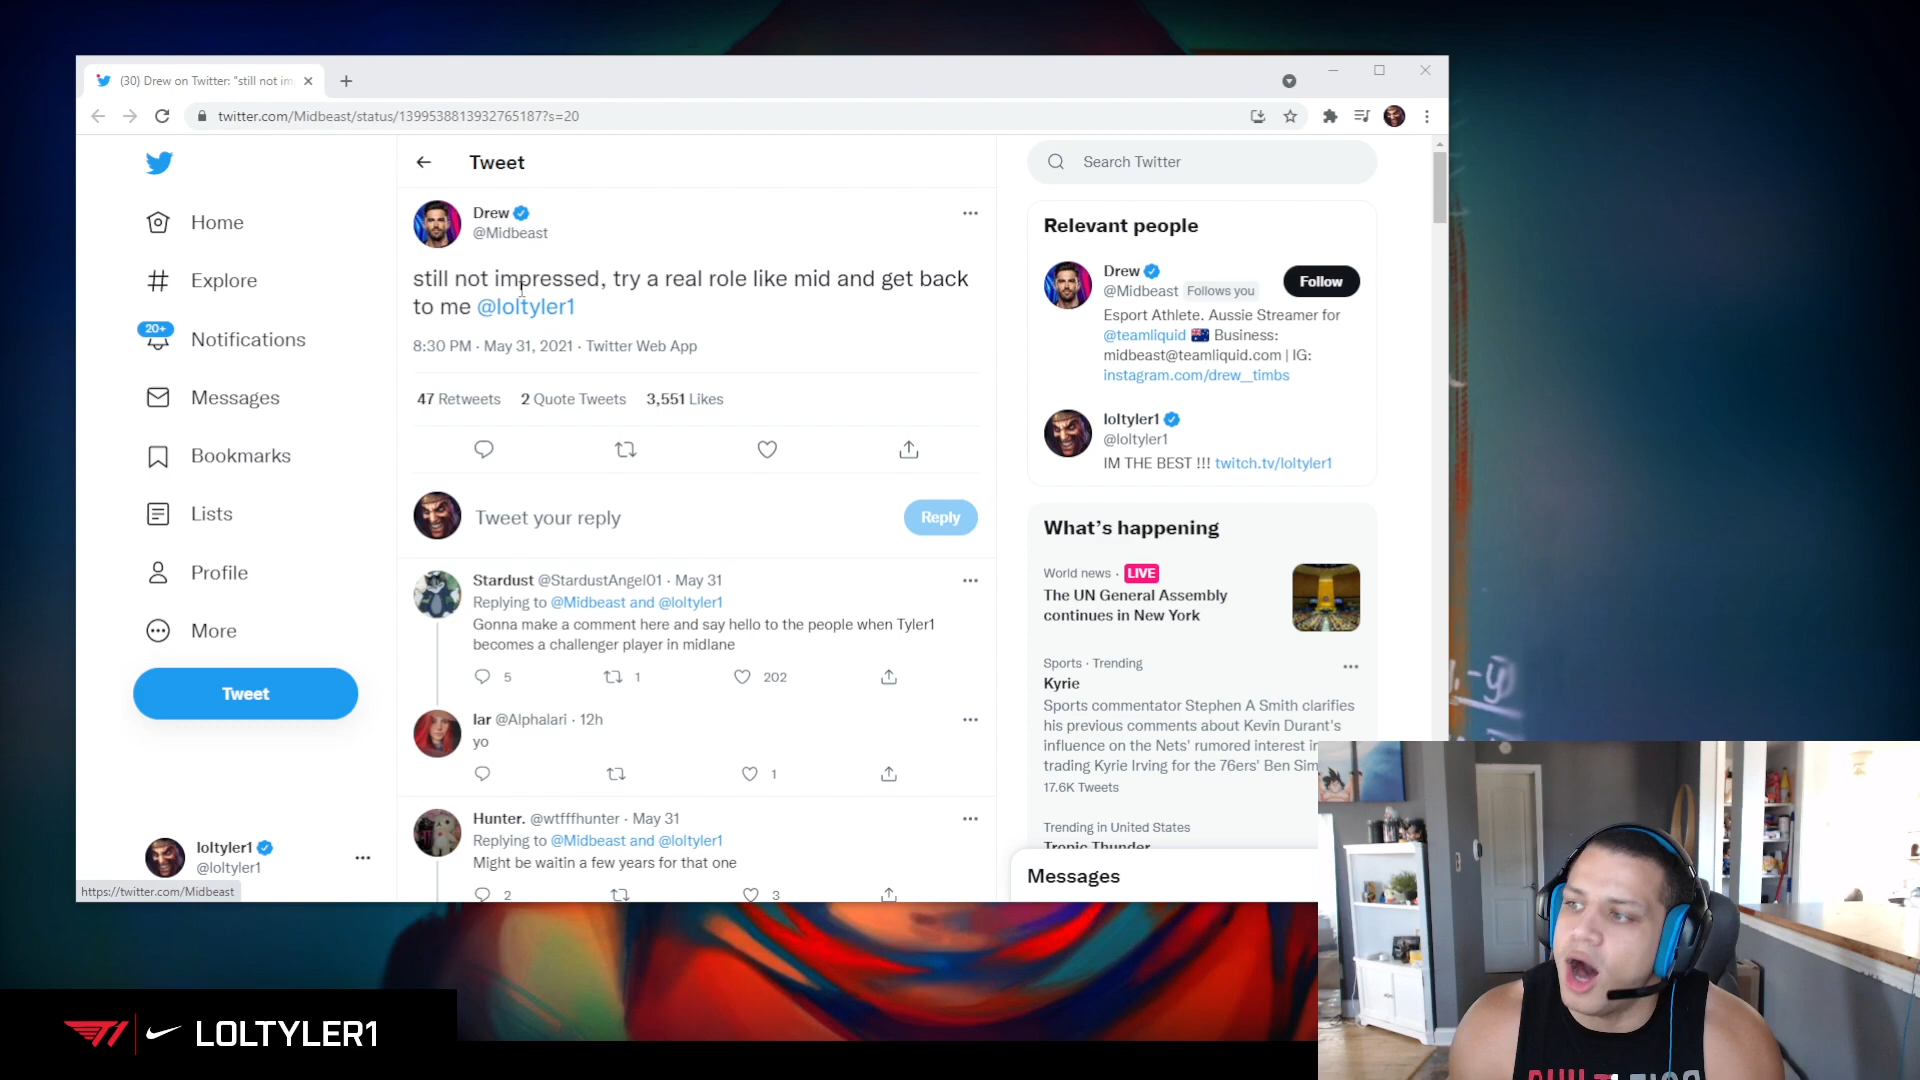 (30) Drew on Twitter: "still not im
twitter.com/Midbeast/status/1399538813932765187?s=20
Home
Explore
20+
Notifications
Messages
Bookmarks
Lists
Profile
More
Tweet
loltyler1
@loltyler1
https://twitter.com/Midbeast
Tweet
Drew
@Midbeast
still not impressed, try a real role like mid and get back
to me @loltyler1
8:30 PM · May 31, 2021 · Twitter Web App
47 Retweets 2 Quote Tweets 3,551 Likes
Tweet your reply
Reply
Stardust @StardustAngel01 · May 31
Replying to @Midbeast and @loltyler1
Gonna make a comment here and say hello to the people when Tyler1
becomes a challenger player in midlane
5 1 202
lar @Alphalari · 12h
yo
1
Hunter. @wtfffhunter · May 31
Replying to @Midbeast and @loltyler1
Might be waitin a few years for that one
2 3
Search Twitter
Relevant people
Drew
@Midbeast Follows you
Follow
Esport Athlete. Aussie Streamer for
@teamliquid Business:
midbeast@teamliquid.com | IG:
instagram.com/drew__timbs
loltyler1
@loltyler1
IM THE BEST !!! twitch.tv/loltyler1
What's happening
World news · LIVE
The UN General Assembly
continues in New York
Sports · Trending
Kyrie
Sports commentator Stephen A Smith clarifies
his previous comments about Kevin Durant's
influence on the Nets' rumored interest in
trading Kyrie Irving for the 76ers' Ben Sim
17.6K Tweets
Trending in United States
Tropic Thunder
Messages
T1 LOLTYLER1